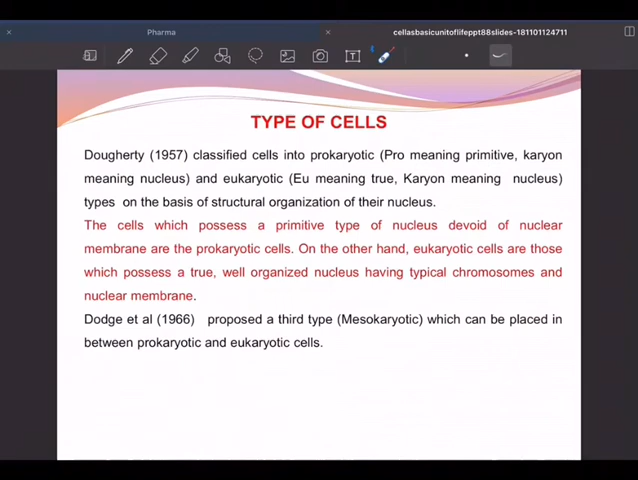 Pharma
cellasbasicunitoflifeppt88slides-181101124711
TYPE OF CELLS
Dougherty (1957) classified cells into prokaryotic (Pro meaning primitive, karyon
meaning nucleus) and eukaryotic (Eu meaning true, Karyon meaning nucleus)
types on the basis of structural organization of their nucleus.
The cells which possess a primitive type of nucleus devoid of nuclear
membrane are the prokaryotic cells. On the other hand, eukaryotic cells are those
which possess a true, well organized nucleus having typical chromosomes and
nuclear membrane.
Dodge et al (1966) proposed a third type (Mesokaryotic) which can be placed in
between prokaryotic and eukaryotic cells.